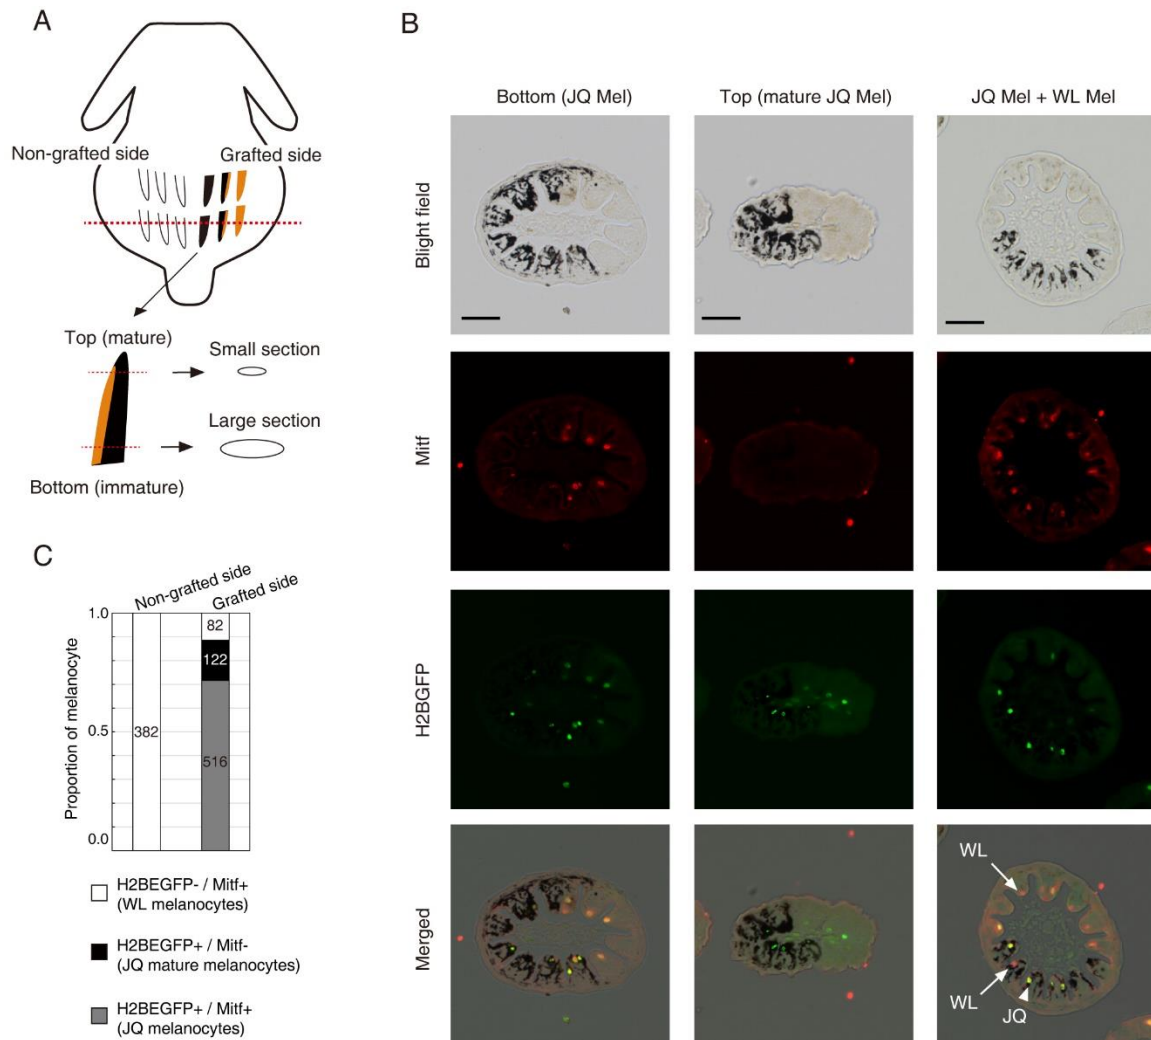 A
Non-grafted side
Grafted side
Top (mature)
Small section
Large section
Bottom (immature)
B
Bottom (JQ Mel)
Top (mature JQ Mel)
JQ Mel + WL Mel
Blight field
Mitf
H2BGFP
Merged
WL
WL
JQ
C
Non-grafted side
Grafted side
Proportion of melanocyte
1.0
0.5
0.0
382
82
122
516
H2BEGFP- / Mitf+
(WL melanocytes)
H2BEGFP+ / Mitf-
(JQ mature melanocytes)
H2BEGFP+ / Mitf+
(JQ melanocytes)